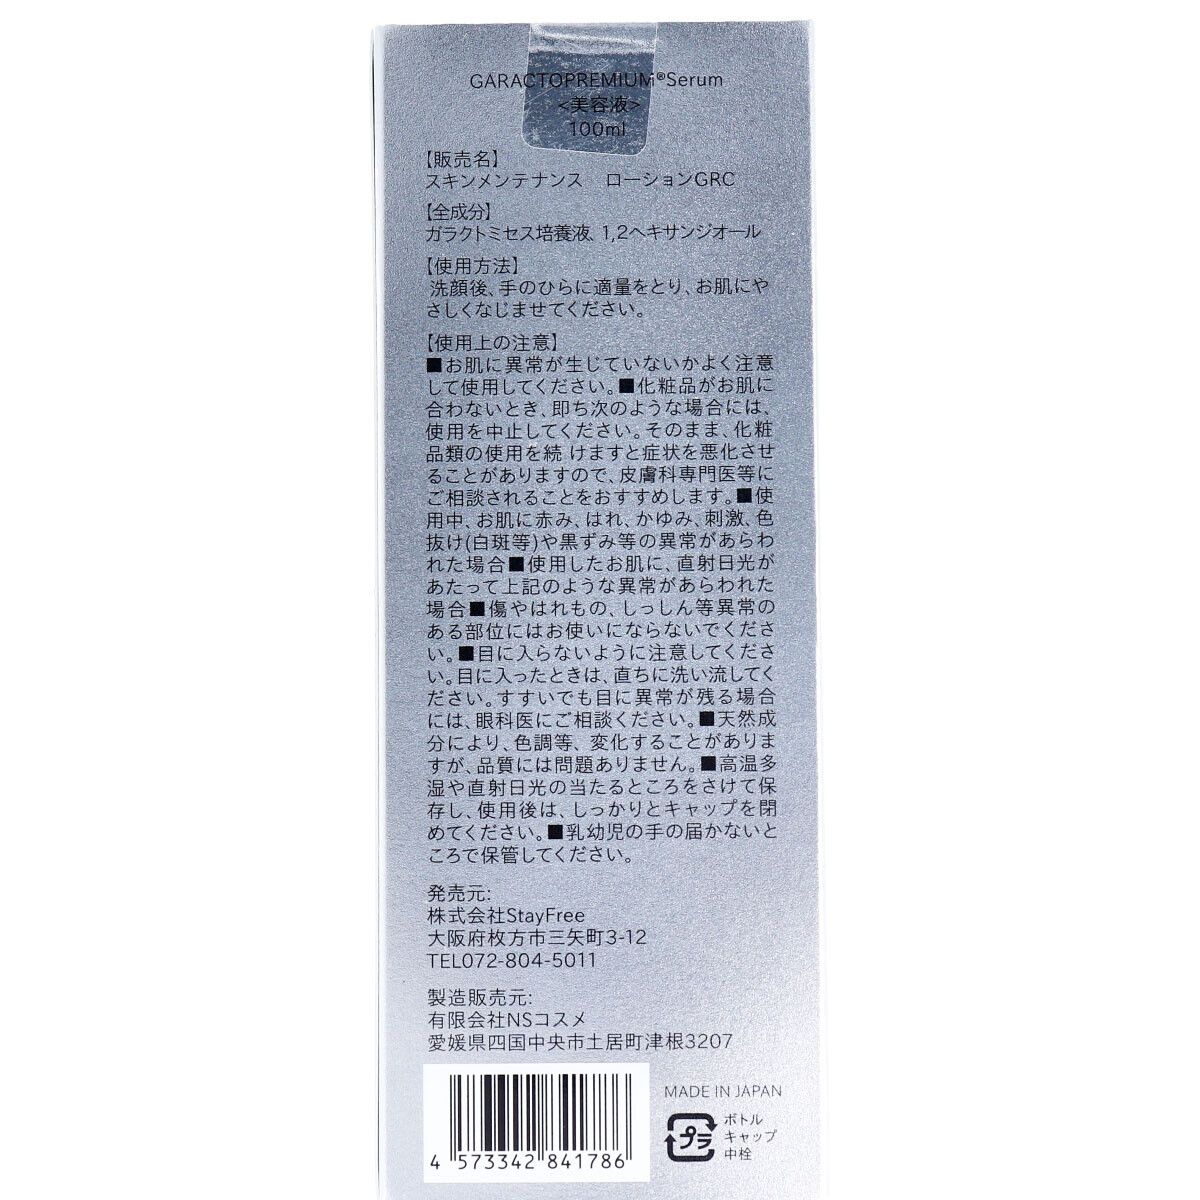 GARACTOPREMIUM®Serum
<美容液>
100ml
【販売名】
スキンメンテナンス　ローションGRC
【全成分】
ガラクトミセス培養液、1,2ヘキサンジオール
【使用方法】
洗顔後、手のひらに適量をとり、お肌にや
さしくなじませてください。
【使用上の注意】
■お肌に異常が生じていないかよく注意
して使用してください。■化粧品がお肌に
合わないとき、即ち次のような場合には、
使用を中止してください。そのまま、化粧
品類の使用を続 けますと症状を悪化させ
ることがありますので、皮膚科専門医等に
ご相談されることをおすすめします。■使
用中、お肌に赤み、はれ、かゆみ、刺激、色
抜け(白斑等)や黒ずみ等の異常があらわ
れた場合■使用したお肌に、直射日光が
あたって上記のような異常があらわれた
場合■傷やはれもの、しっしん等異常の
ある部位にはお使いにならないでくださ
い。■目に入らないように注意してくださ
い。目に入ったときは、直ちに洗い流してく
ださい。すすいでも目に異常が残る場合
には、眼科医にご相談ください。■天然成
分により、色調等、変化することがありま
すが、品質には問題ありません。■高温多
湿や直射日光の当たるところをさけて保
存し、使用後は、しっかりとキャップを閉
めてください。■乳幼児の手の届かないと
ころで保管してください。
発売元:
株式会社StayFree
大阪府枚方市三矢町3-12
TEL072-804-5011
製造販売元:
有限会社NSコスメ
愛媛県四国中央市土居町津根3207
MADE IN JAPAN
プラ
ボトル
キャップ
中栓
4 573342 841786